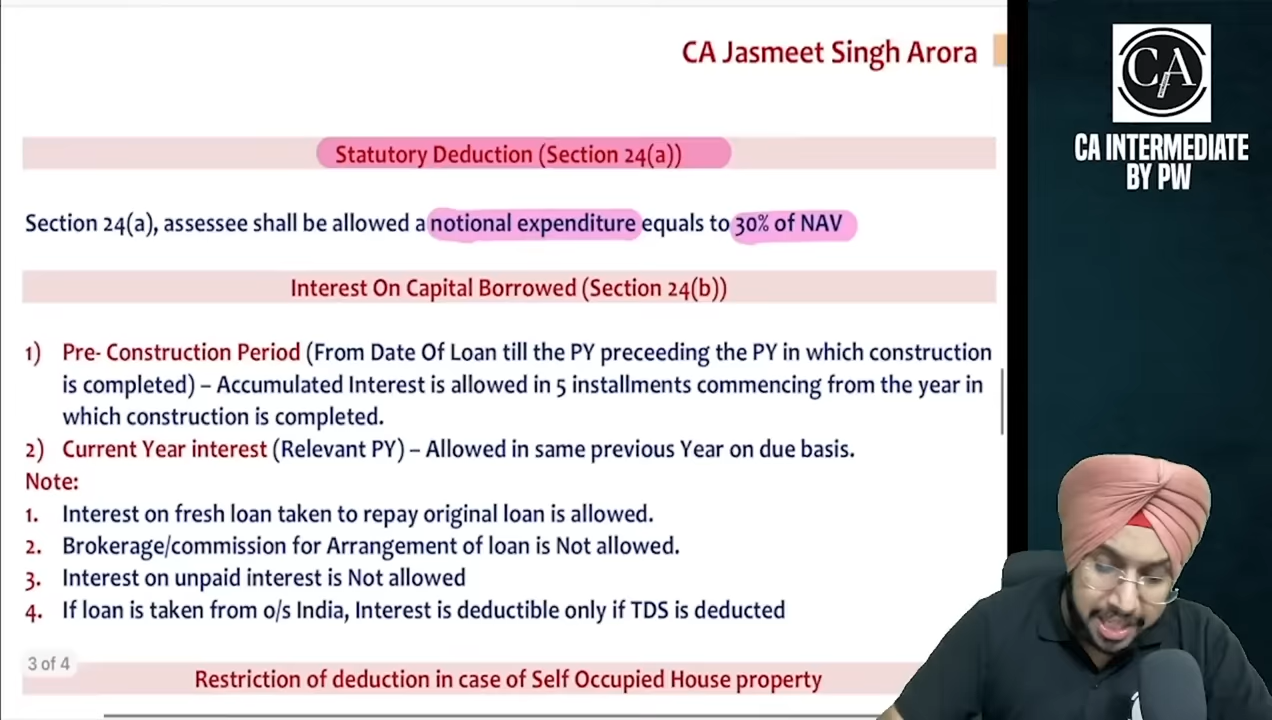 CA Jasmeet Singh Arora
CA
CA INTERMEDIATE
BY PW
Statutory Deduction (Section 24(a))
Section 24(a), assessee shall be allowed a notional expenditure equals to 30% of NAV
Interest On Capital Borrowed (Section 24(b))
1) Pre- Construction Period (From Date Of Loan till the PY preceeding the PY in which construction
is completed) – Accumulated Interest is allowed in 5 installments commencing from the year in
which construction is completed.
2) Current Year interest (Relevant PY) – Allowed in same previous Year on due basis.
Note:
1. Interest on fresh loan taken to repay original loan is allowed.
2. Brokerage/commission for Arrangement of loan is Not allowed.
3. Interest on unpaid interest is Not allowed
4. If loan is taken from o/s India, Interest is deductible only if TDS is deducted
3 of 4
Restriction of deduction in case of Self Occupied House property